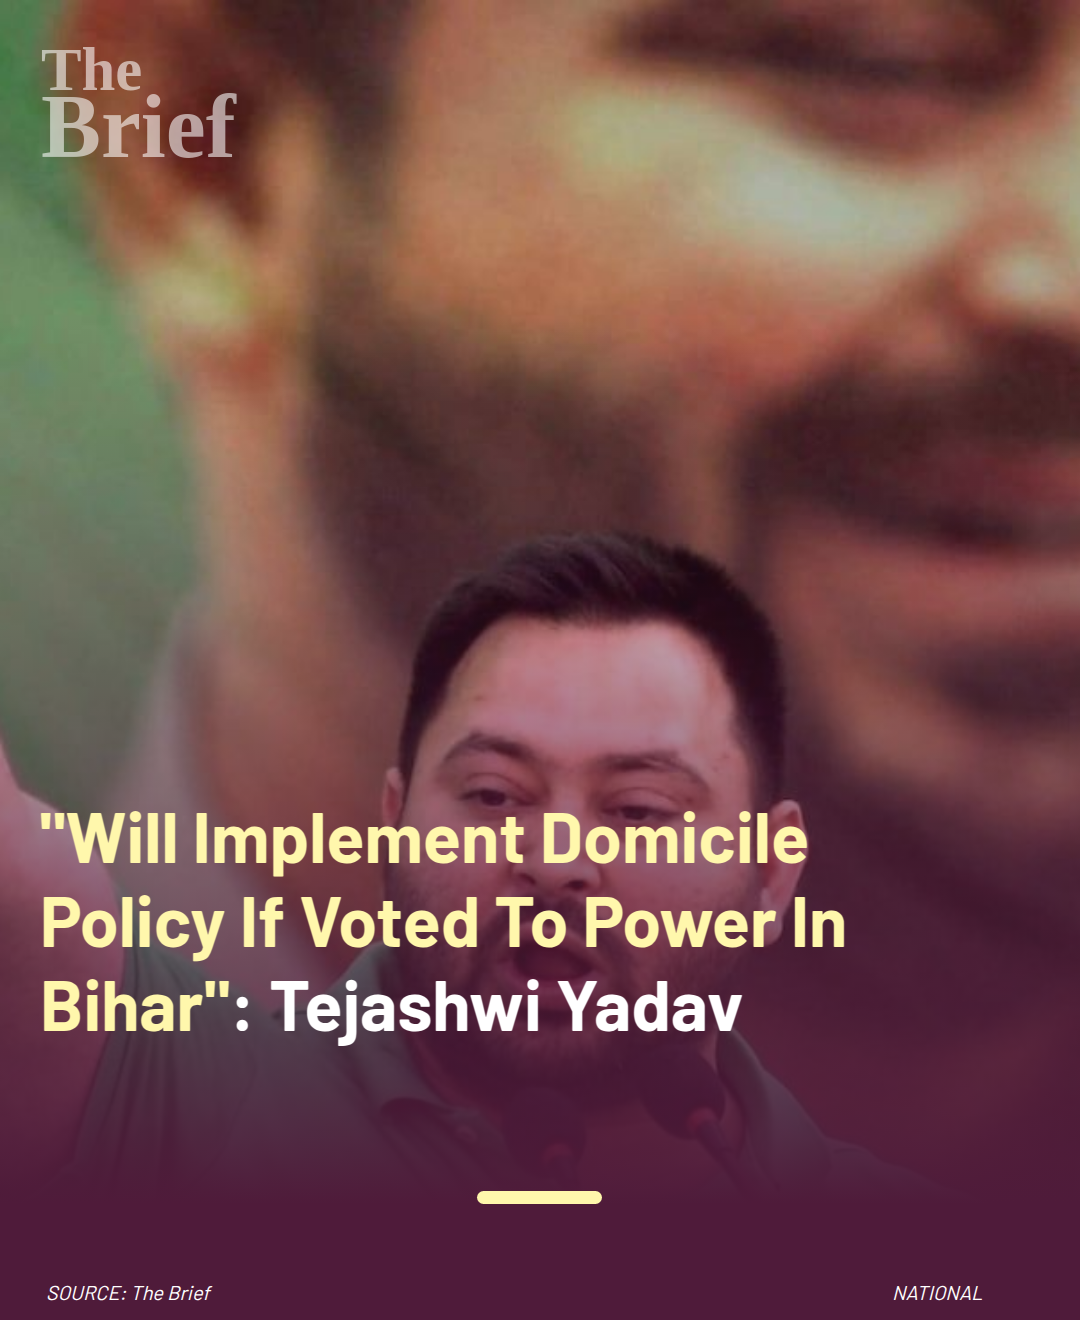 The
Brief
"Will Implement Domicile
Policy If Voted To Power In
Bihar": Tejashwi Yadav
SOURCE: The Brief
NATIONAL